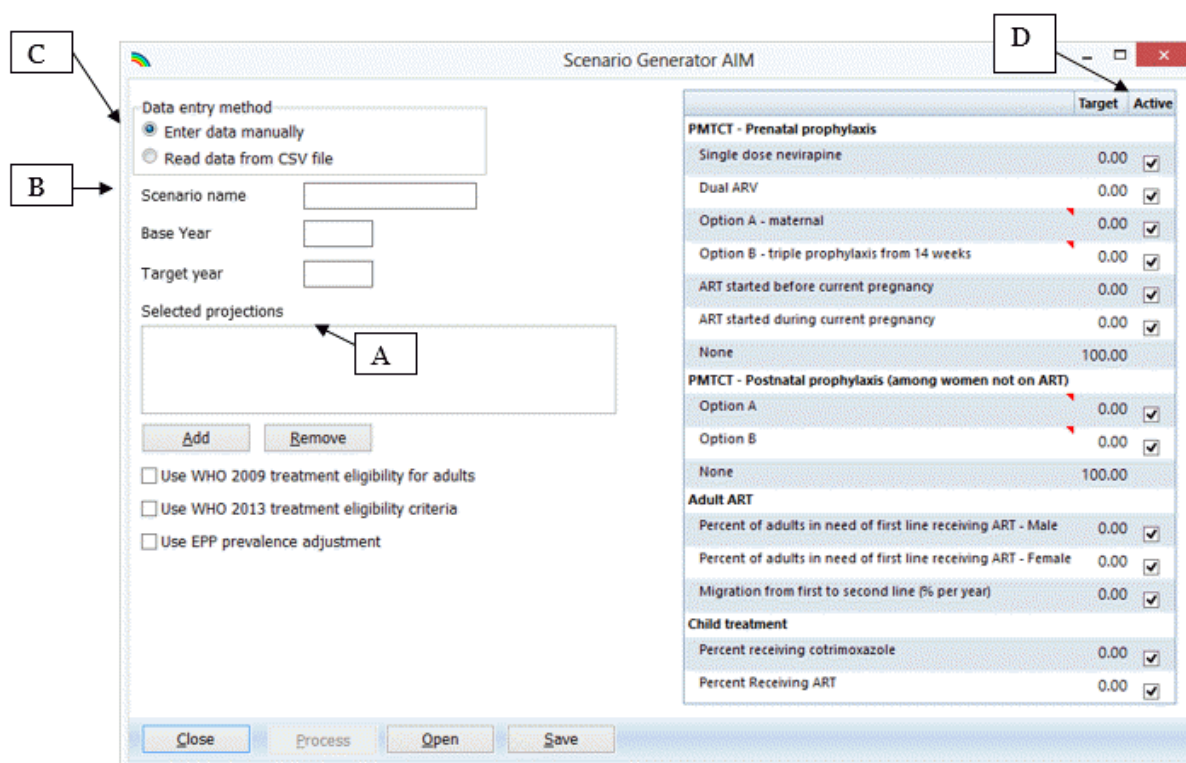 C
D
Scenario Generator AIM
Data entry method
Enter data manually
Read data from CSV file
B
Scenario name
Base Year
Target year
Selected projections
A
Add Remove
Use WHO 2009 treatment eligibility for adults
Use WHO 2013 treatment eligibility criteria
Use EPP prevalence adjustment
Target Active
PMTCT - Prenatal prophylaxis
Single dose nevirapine 0.00
Dual ARV 0.00
Option A - maternal 0.00
Option B - triple prophylaxis from 14 weeks 0.00
ART started before current pregnancy 0.00
ART started during current pregnancy 0.00
None 100.00
PMTCT - Postnatal prophylaxis (among women not on ART)
Option A 0.00
Option B 0.00
None 100.00
Adult ART
Percent of adults in need of first line receiving ART - Male 0.00
Percent of adults in need of first line receiving ART - Female 0.00
Migration from first to second line (% per year) 0.00
Child treatment
Percent receiving cotrimoxazole 0.00
Percent Receiving ART 0.00
Close Process Open Save